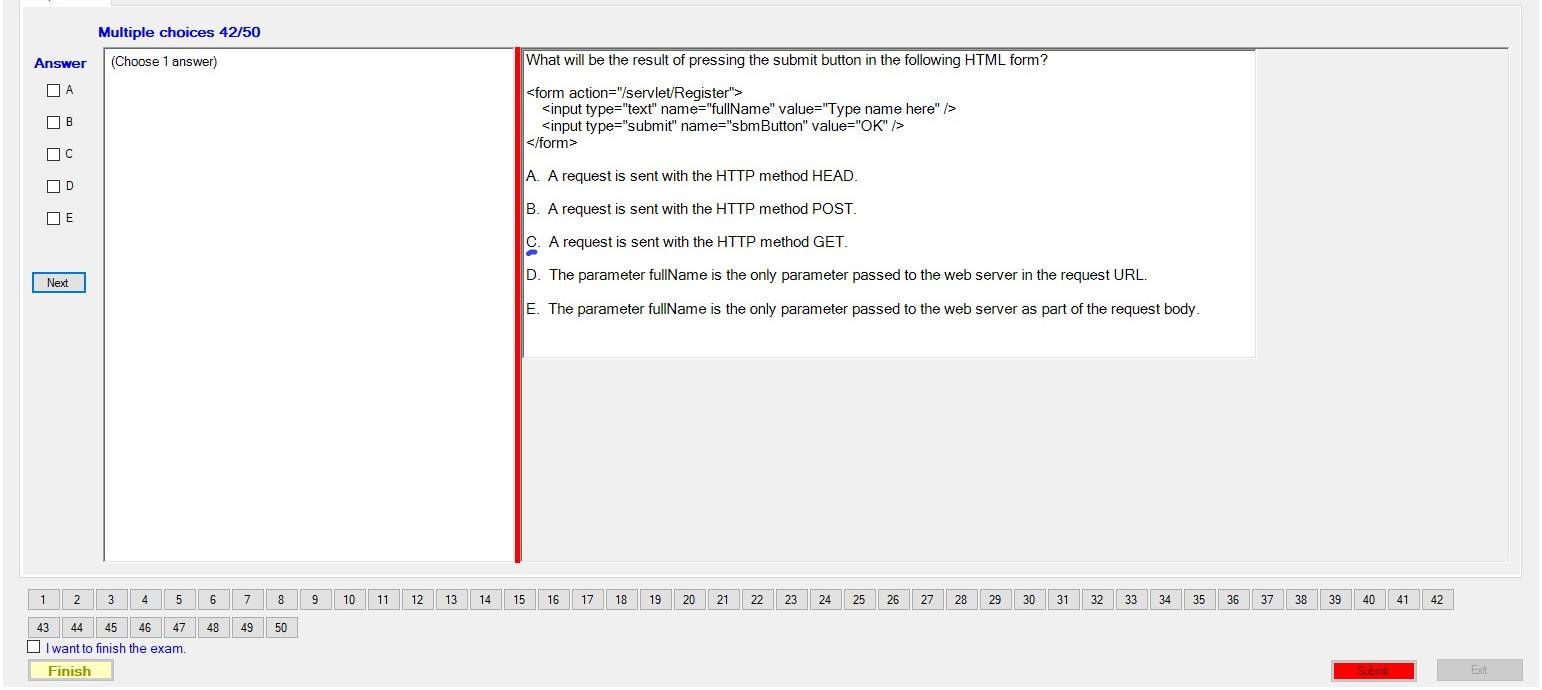 Multiple choices 42/50
Answer
(Choose 1 answer)
A
B
C
D
E
Next
What will be the result of pressing the submit button in the following HTML form?
<form action="/servlet/Register">
<input type="text" name="fullName" value="Type name here" />
<input type="submit" name="sbmButton" value="OK" />
</form>
A. A request is sent with the HTTP method HEAD.
B. A request is sent with the HTTP method POST.
C. A request is sent with the HTTP method GET.
D. The parameter fullName is the only parameter passed to the web server in the request URL.
E. The parameter fullName is the only parameter passed to the web server as part of the request body.
1 2 3 4 5 6 7 8 9 10 11 12 13 14 15 16 17 18 19 20 21 22 23 24 25 26 27 28 29 30 31 32 33 34 35 36 37 38 39 40 41 42
43 44 45 46 47 48 49 50
I want to finish the exam.
Finish
Submit
Exit